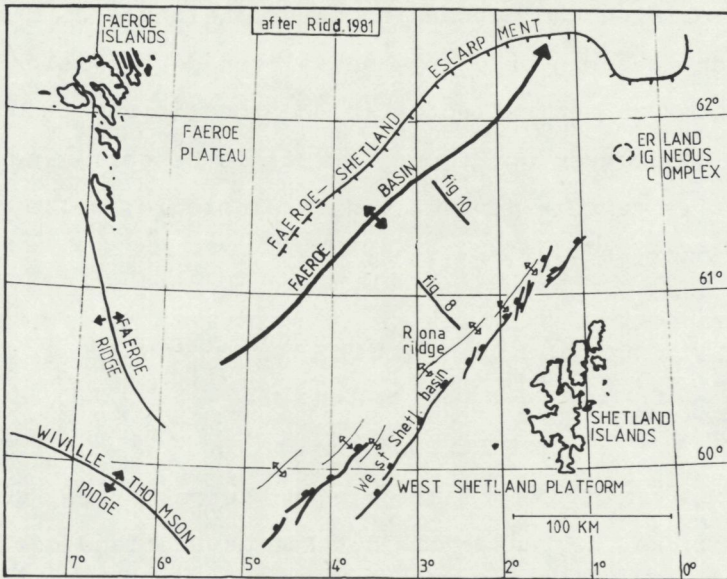 FAEROE
ISLANDS
after Ridd.1981
FAEROE-SHETLAND ESCARPMENT
62°
FAEROE
PLATEAU
ERLAND
IGNEOUS
COMPLEX
FAEROE BASIN
fig 10
61°
fig. 8
FAEROE
RIDGE
Rona
ridge
West Shetl. basin
SHETLAND
ISLANDS
WIVILLE THOMSON
RIDGE
60°
WEST SHETLAND PLATFORM
100 KM
7°
6°
5°
4°
3°
2°
1°
0°